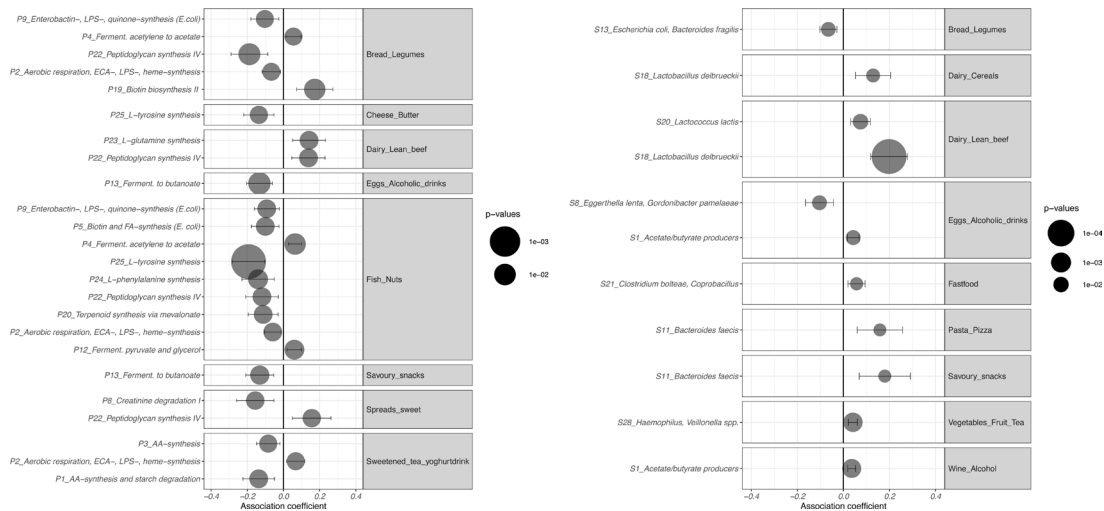 P9_Enterobactin−, LPS−, quinone−synthesis (E.coli)
P4_Ferment. acetylene to acetate
P22_Peptidoglycan synthesis IV
P2_Aerobic respiration, ECA−, LPS−, heme−synthesis
P19_Biotin biosynthesis II
Bread_Legumes
P25_L−tyrosine synthesis
Cheese_Butter
P23_L−glutamine synthesis
P22_Peptidoglycan synthesis IV
Dairy_Lean_beef
P13_Ferment. to butanoate
Eggs_Alcoholic_drinks
P9_Enterobactin−, LPS−, quinone−synthesis (E.coli)
P5_Biotin and FA−synthesis (E. coli)
P4_Ferment. acetylene to acetate
P25_L−tyrosine synthesis
P24_L−phenylalanine synthesis
P22_Peptidoglycan synthesis IV
P20_Terpenoid synthesis via mevalonate
P2_Aerobic respiration, ECA−, LPS−, heme−synthesis
P12_Ferment. pyruvate and glycerol
Fish_Nuts
P13_Ferment. to butanoate
Savoury_snacks
P8_Creatinine degradation I
P22_Peptidoglycan synthesis IV
Spreads_sweet
P3_AA−synthesis
P2_Aerobic respiration, ECA−, LPS−, heme−synthesis
P1_AA−synthesis and starch degradation
Sweetened_tea_yoghurtdrink
−0.4 −0.2 0.0 0.2 0.4
Association coefficient
p−values
1e−03
1e−02
S13_Escherichia coli, Bacteroides fragilis
Bread_Legumes
S18_Lactobacillus delbrueckii
Dairy_Cereals
S20_Lactococcus lactis
S18_Lactobacillus delbrueckii
Dairy_Lean_beef
S8_Eggerthella lenta, Gordonibacter pamelaeae
S1_Acetate/butyrate producers
Eggs_Alcoholic_drinks
S21_Clostridium bolteae, Coprobacillus
Fastfood
S11_Bacteroides faecis
Pasta_Pizza
S11_Bacteroides faecis
Savoury_snacks
S28_Haemophilus, Veillonella spp.
Vegetables_Fruit_Tea
S1_Acetate/butyrate producers
Wine_Alcohol
−0.4 −0.2 0.0 0.2 0.4
Association coefficient
p−values
1e−04
1e−03
1e−02